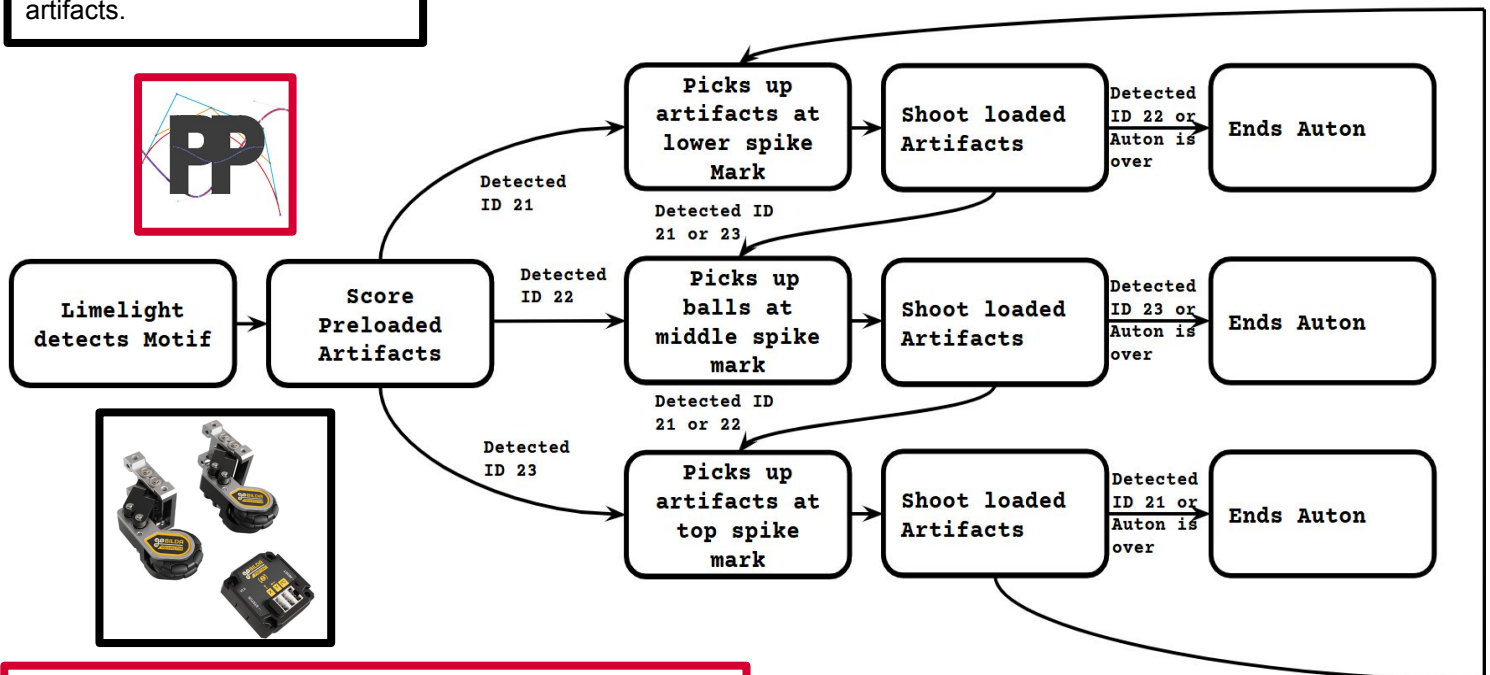 artifacts.
PP
Limelight
detects Motif
Score
Preloaded
Artifacts
Detected
ID 21
Detected
ID 22
Detected
ID 23
Picks up
artifacts at
lower spike
Mark
Shoot loaded
Artifacts
Detected
ID 22 or
Auton is
over
Ends Auton
Detected ID
21 or 23
Picks up
balls at
middle spike
mark
Shoot loaded
Artifacts
Detected
ID 23 or
Auton is
over
Ends Auton
Detected ID
21 or 22
Picks up
artifacts at
top spike
mark
Shoot loaded
Artifacts
Detected
ID 21 or
Auton is
over
Ends Auton
goBILDA
goBILDA
goBILDA